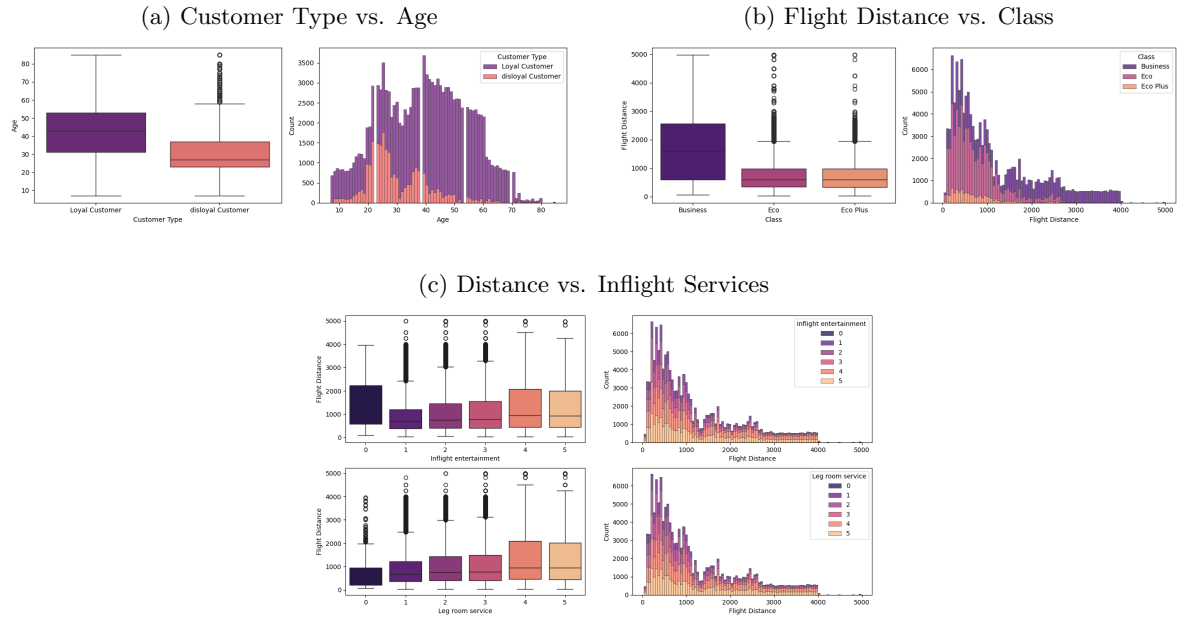 (a) Customer Type vs. Age
80
70
60
50
40
30
20
10
Age
Loyal Customer disloyal Customer
Customer Type
3500
3000
2500
2000
1500
1000
500
0
Count
Customer Type
Loyal Customer
disloyal Customer
10 20 30 40 50 60 70 80
Age
(b) Flight Distance vs. Class
5000
4000
3000
2000
1000
0
Flight Distance
Business Eco Eco Plus
Class
6000
5000
4000
3000
2000
1000
0
Count
Class
Business
Eco
Eco Plus
0 1000 2000 3000 4000 5000
Flight Distance
(c) Distance vs. Inflight Services
5000
4000
3000
2000
1000
0
Flight Distance
0 1 2 3 4 5
Inflight entertainment
6000
5000
4000
3000
2000
1000
0
Count
Inflight entertainment
0
1
2
3
4
5
0 1000 2000 3000 4000 5000
Flight Distance
5000
4000
3000
2000
1000
0
Flight Distance
0 1 2 3 4 5
Leg room service
6000
5000
4000
3000
2000
1000
0
Count
Leg room service
0
1
2
3
4
5
0 1000 2000 3000 4000 5000
Flight Distance